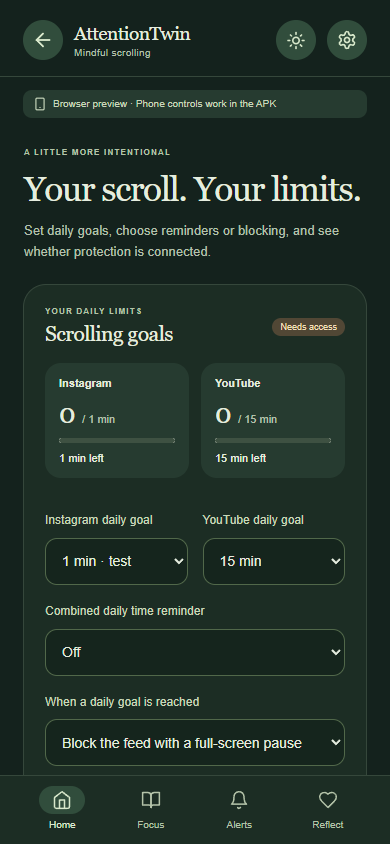 AttentionTwin
Mindful scrolling
Browser preview · Phone controls work in the APK
A LITTLE MORE INTENTIONAL
Your scroll. Your limits.
Set daily goals, choose reminders or blocking, and see
whether protection is connected.
YOUR DAILY LIMITS
Scrolling goals
Needs access
Instagram
0 / 1 min
1 min left
YouTube
0 / 15 min
15 min left
Instagram daily goal
1 min · test
YouTube daily goal
15 min
Combined daily time reminder
Off
When a daily goal is reached
Block the feed with a full-screen pause
Home
Focus
Alerts
Reflect